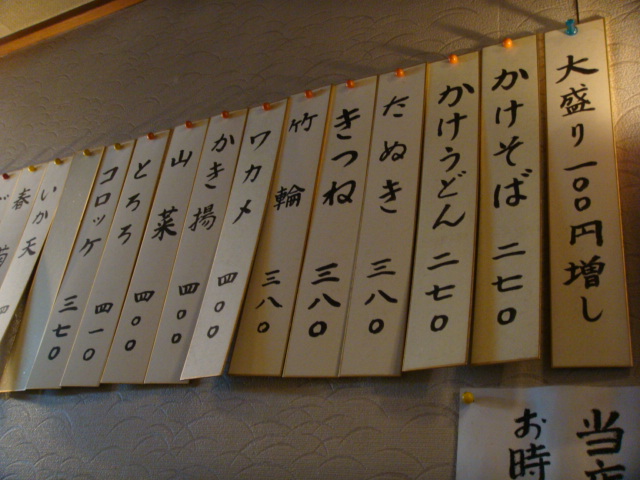 大盛り一〇〇円増し
かけそば 二七〇
かけうどん 二七〇
たぬき 三八〇
きつね 三八〇
竹輪 三八〇
ワカメ 四〇〇
かき揚 四〇〇
山菜 四〇〇
とろろ 四一〇
コロッケ 三七〇
いか天
春菊 四
当店
お時